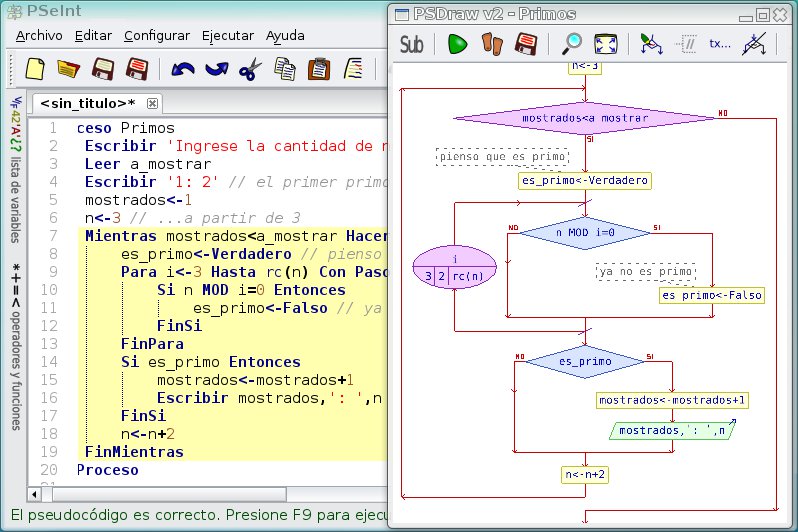 PSeInt
Archivo Editar Configurar Ejecutar Ayuda
<sin_titulo>*
lista de variables
* + = < operadores y funciones
1 ceso Primos
2 Escribir 'Ingrese la cantidad de
3 Leer a_mostrar
4 Escribir '1: 2' // el primer primo
5 mostrados<-1
6 n<-3 // ...a partir de 3
7 Mientras mostrados<a_mostrar Hacer
8 es_primo<-Verdadero // pienso
9 Para i<-3 Hasta rc(n) Con Paso
10 Si n MOD i=0 Entonces
11 es_primo<-Falso // ya
12 FinSi
13 FinPara
14 Si es_primo Entonces
15 mostrados<-mostrados+1
16 Escribir mostrados,': ',n
17 FinSi
18 n<-n+2
19 FinMientras
20 Proceso
El pseudocódigo es correcto. Presione F9 para ejecu
PSDraw v2 - Primos
Sub
tx...
n<-3
mostrados<a mostrar
NO
SI
pienso que es primo
es_primo<-Verdadero
n MOD i=0
NO
SI
i
3 2 rc(n)
ya no es primo
es primo<-Falso
es_primo
NO
SI
mostrados<-mostrados+1
mostrados,': ',n
n<-n+2